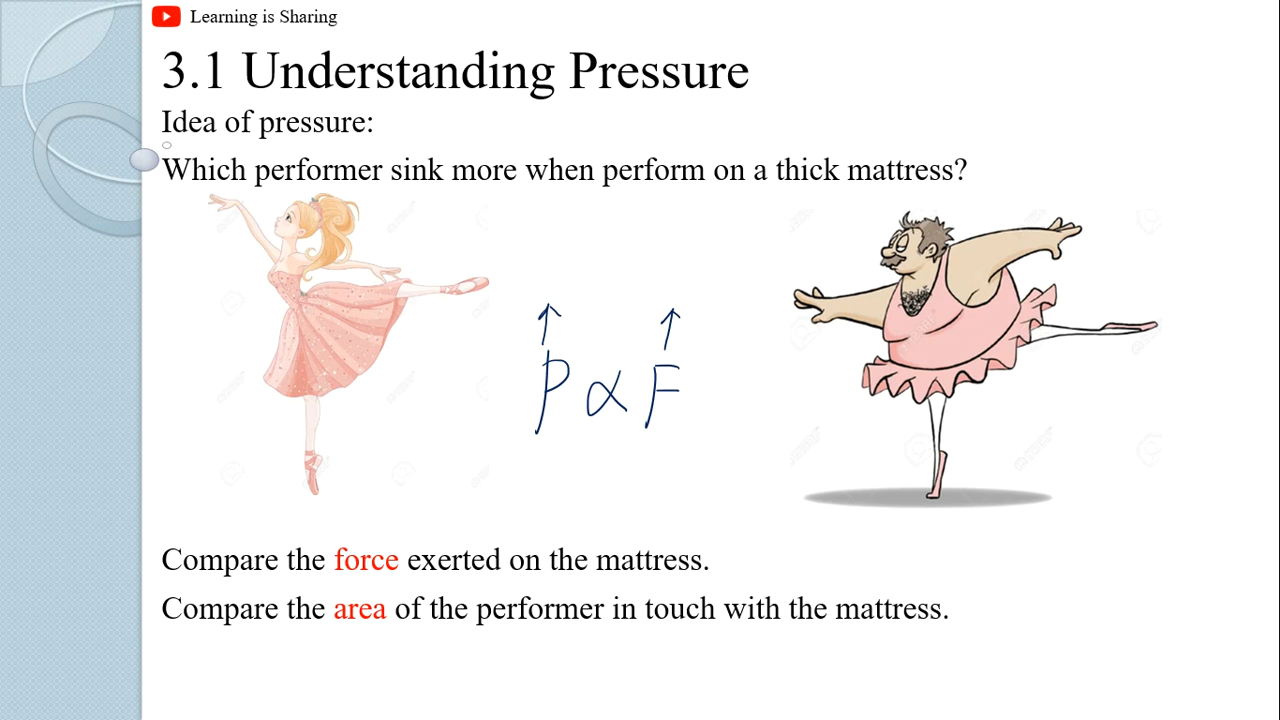 Learning is Sharing
3.1 Understanding Pressure
Idea of pressure:
Which performer sink more when perform on a thick mattress?
↑ ↑
P ∝ F
Compare the force exerted on the mattress.
Compare the area of the performer in touch with the mattress.